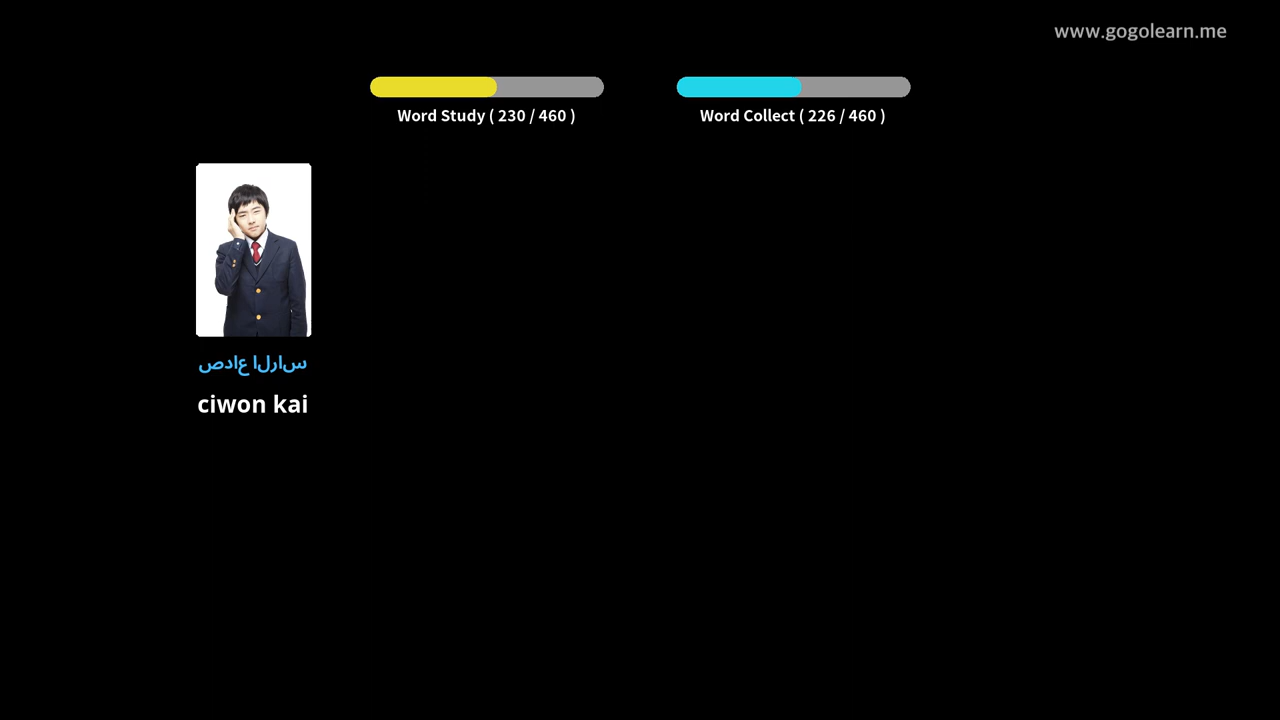 www.gogolearn.me
Word Study ( 230 / 460 )
Word Collect ( 226 / 460 )
صداع الراس
ciwon kai